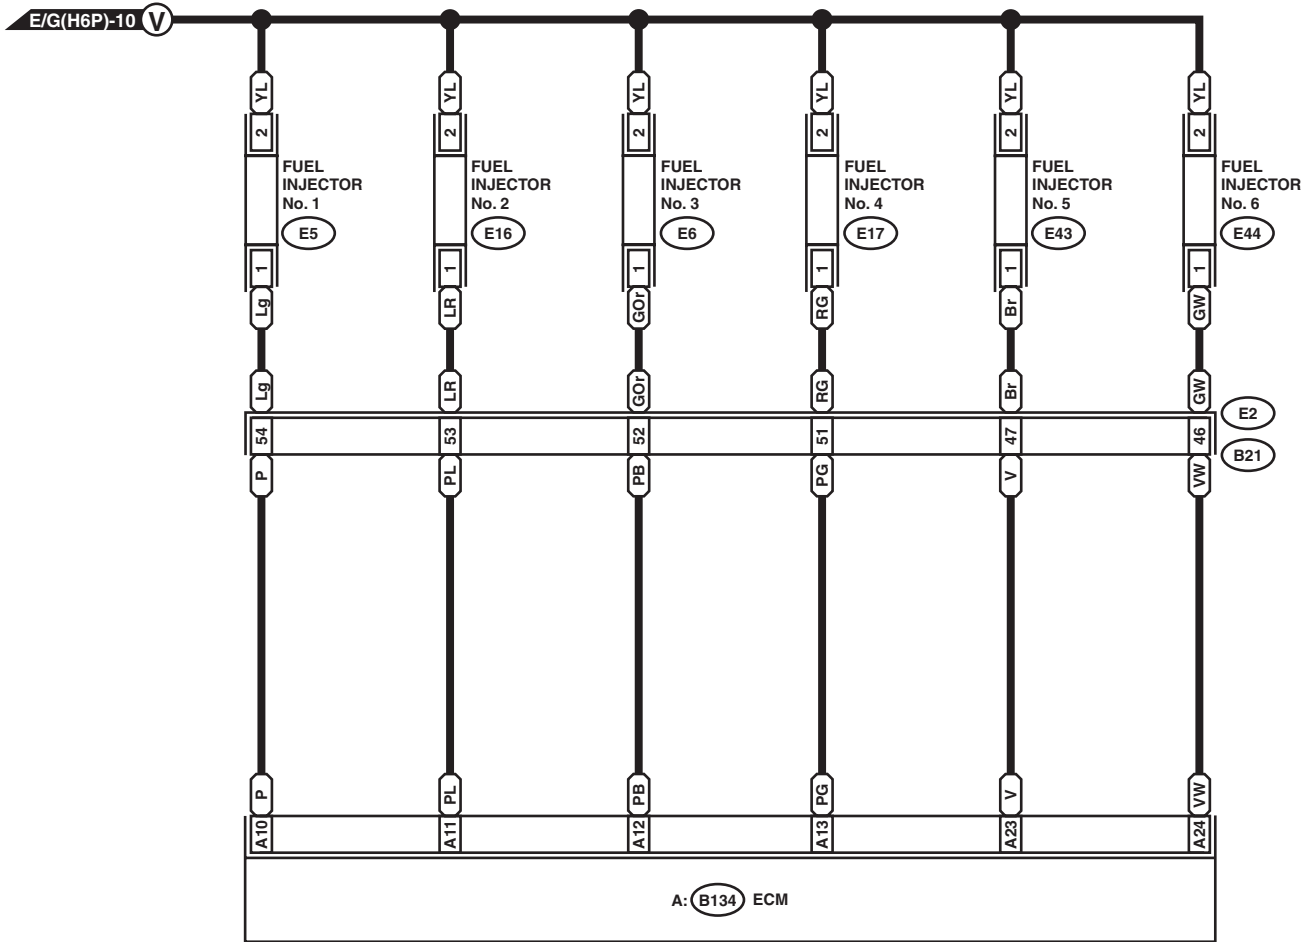 E/G(H6P)-10 V
YL YL YL YL YL YL
2 2 2 2 2 2
FUEL INJECTOR No. 1
E5
FUEL INJECTOR No. 2
E16
FUEL INJECTOR No. 3
E6
FUEL INJECTOR No. 4
E17
FUEL INJECTOR No. 5
E43
FUEL INJECTOR No. 6
E44
1 1 1 1 1 1
Lg LR GOr RG Br GW
Lg LR GOr RG Br GW
E2
54 53 52 51 47 46
B21
P PL PB PG V VW
P PL PB PG V VW
A10 A11 A12 A13 A23 A24
A: B134 ECM